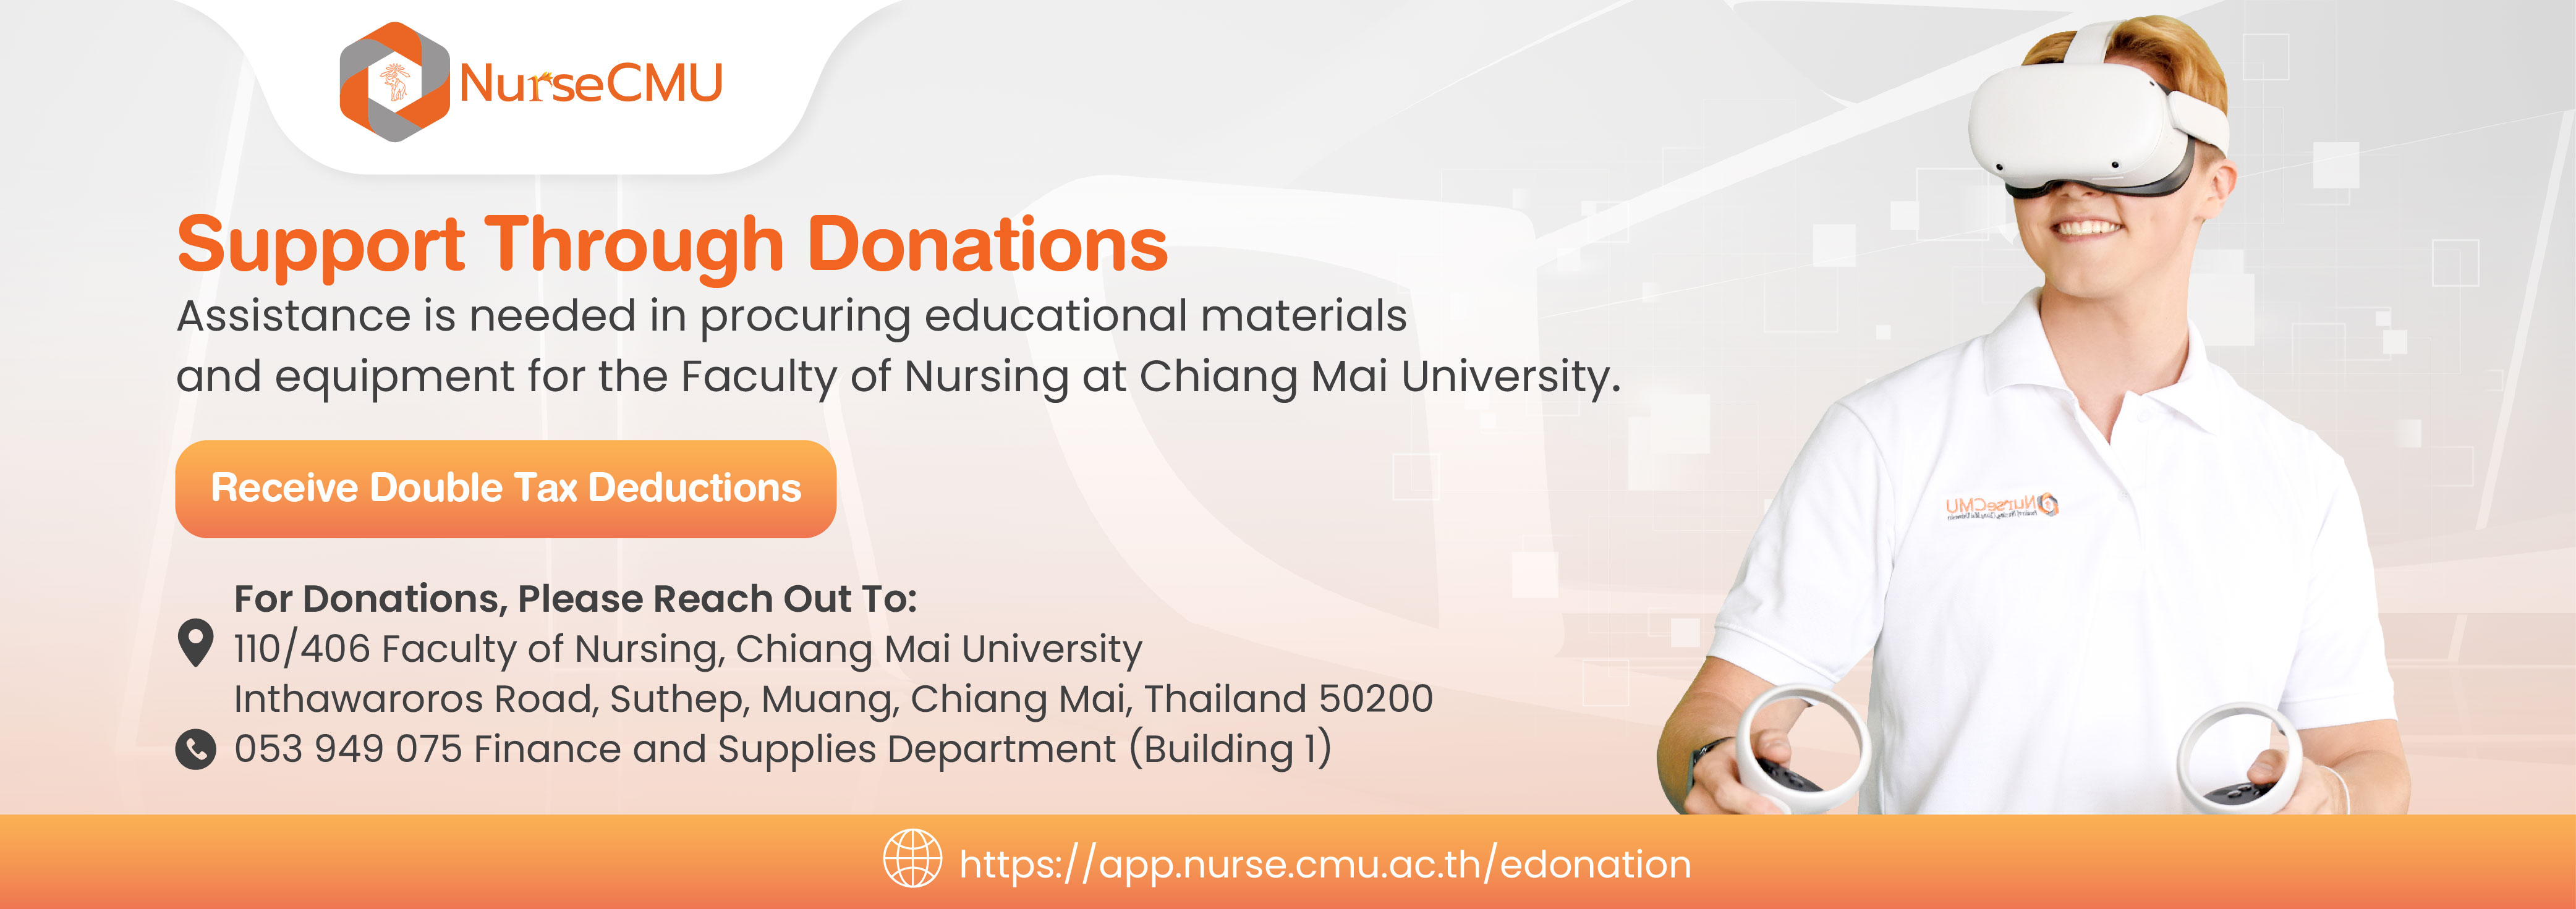 NurseCMU
Support Through Donations
Assistance is needed in procuring educational materials
and equipment for the Faculty of Nursing at Chiang Mai University.
Receive Double Tax Deductions
For Donations, Please Reach Out To:
110/406 Faculty of Nursing, Chiang Mai University
Inthawaroros Road, Suthep, Muang, Chiang Mai, Thailand 50200
053 949 075 Finance and Supplies Department (Building 1)
NurseCMU
https://app.nurse.cmu.ac.th/edonation